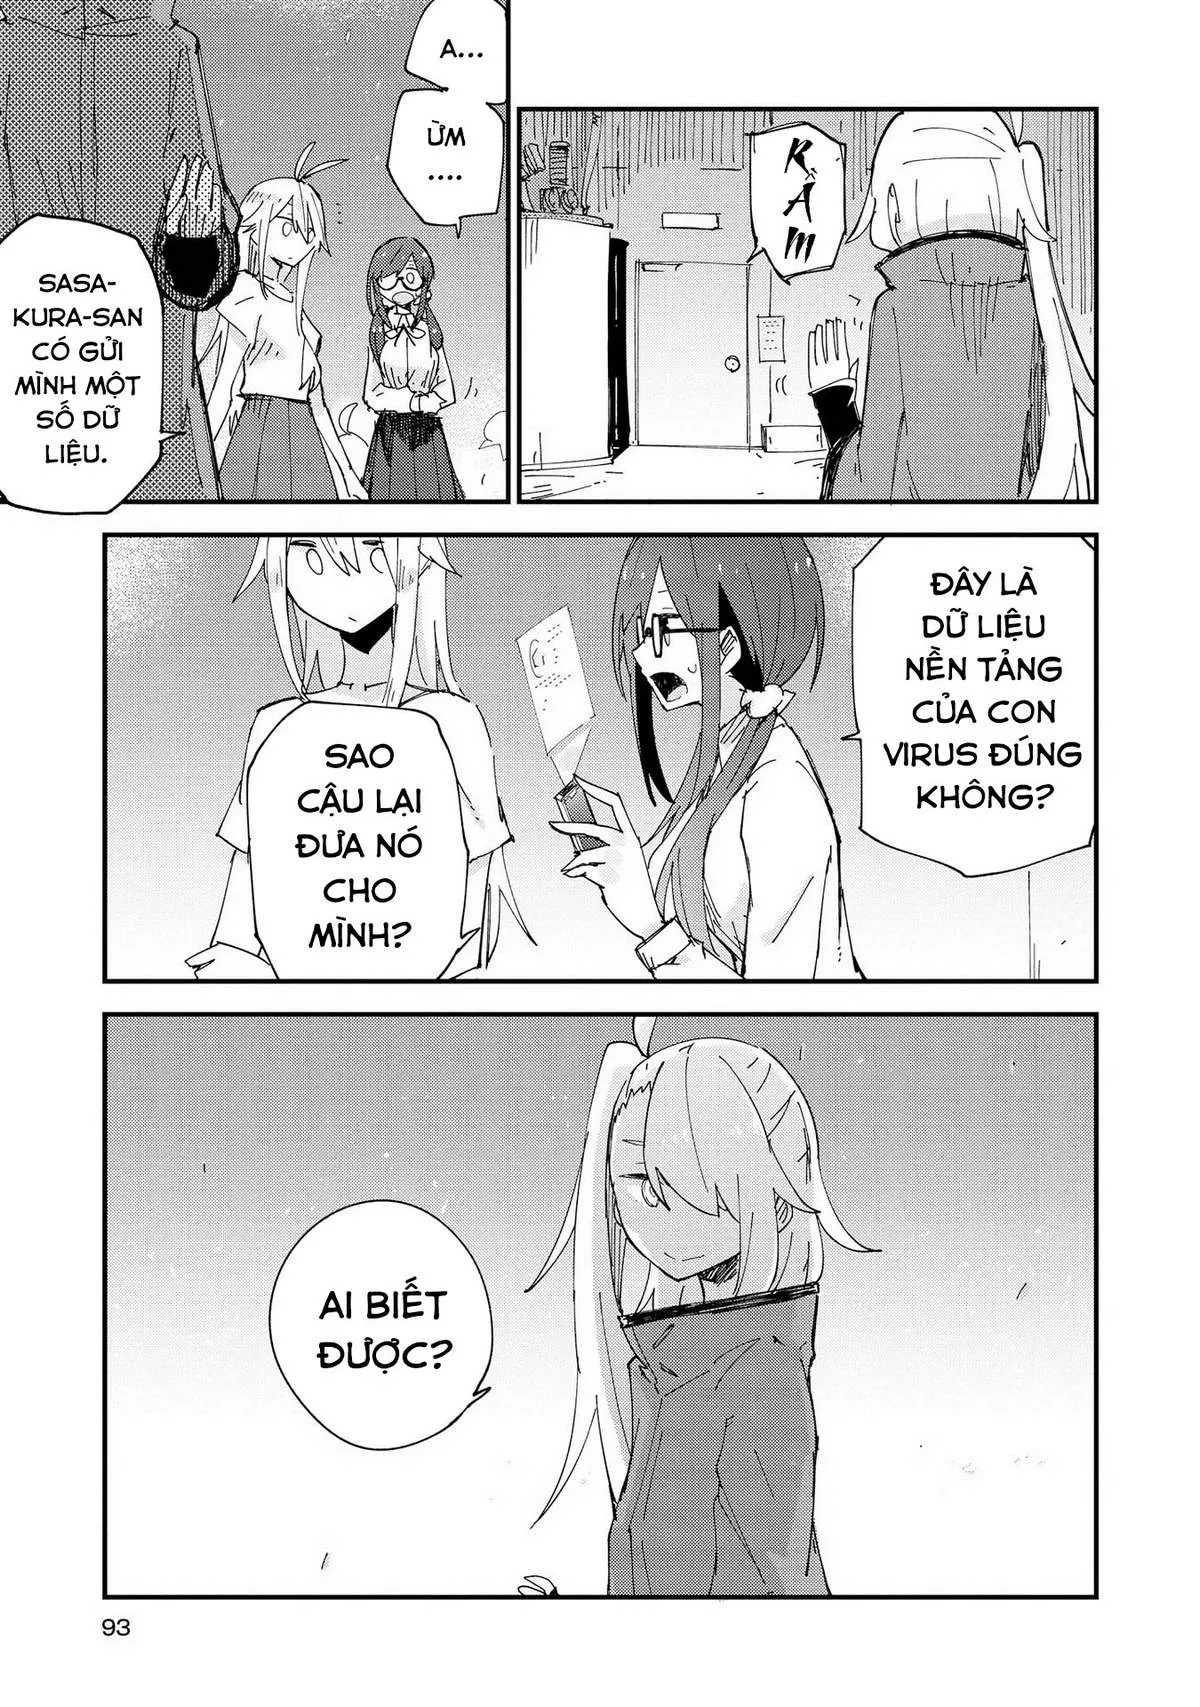 RẦM
A...
ỪM
....
SASA-
KURA-SAN
CÓ GỬI
MÌNH MỘT
SỐ DỮ
LIỆU.
ĐÂY LÀ
DỮ LIỆU
NỀN TẢNG
CỦA CON
VIRUS ĐÚNG
KHÔNG?
SAO
CẬU LẠI
ĐƯA NÓ
CHO
MÌNH?
AI BIẾT
ĐƯỢC?
93